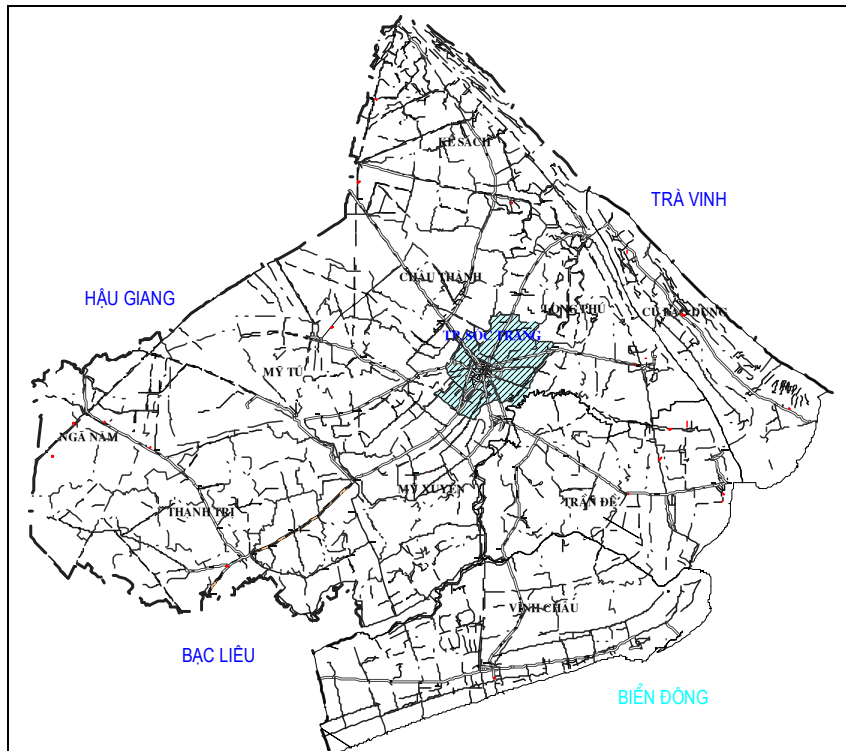 KẾ SÁCH
TRÀ VINH
CHÂU THÀNH
HẬU GIANG
LONG PHÚ
CÙ LAO DUNG
TP. SÓC TRĂNG
MỸ TÚ
NGÃ NĂM
MỸ XUYÊN
TRẦN ĐỀ
THẠNH TRỊ
VĨNH CHÂU
BẠC LIÊU
BIỂN ĐÔNG